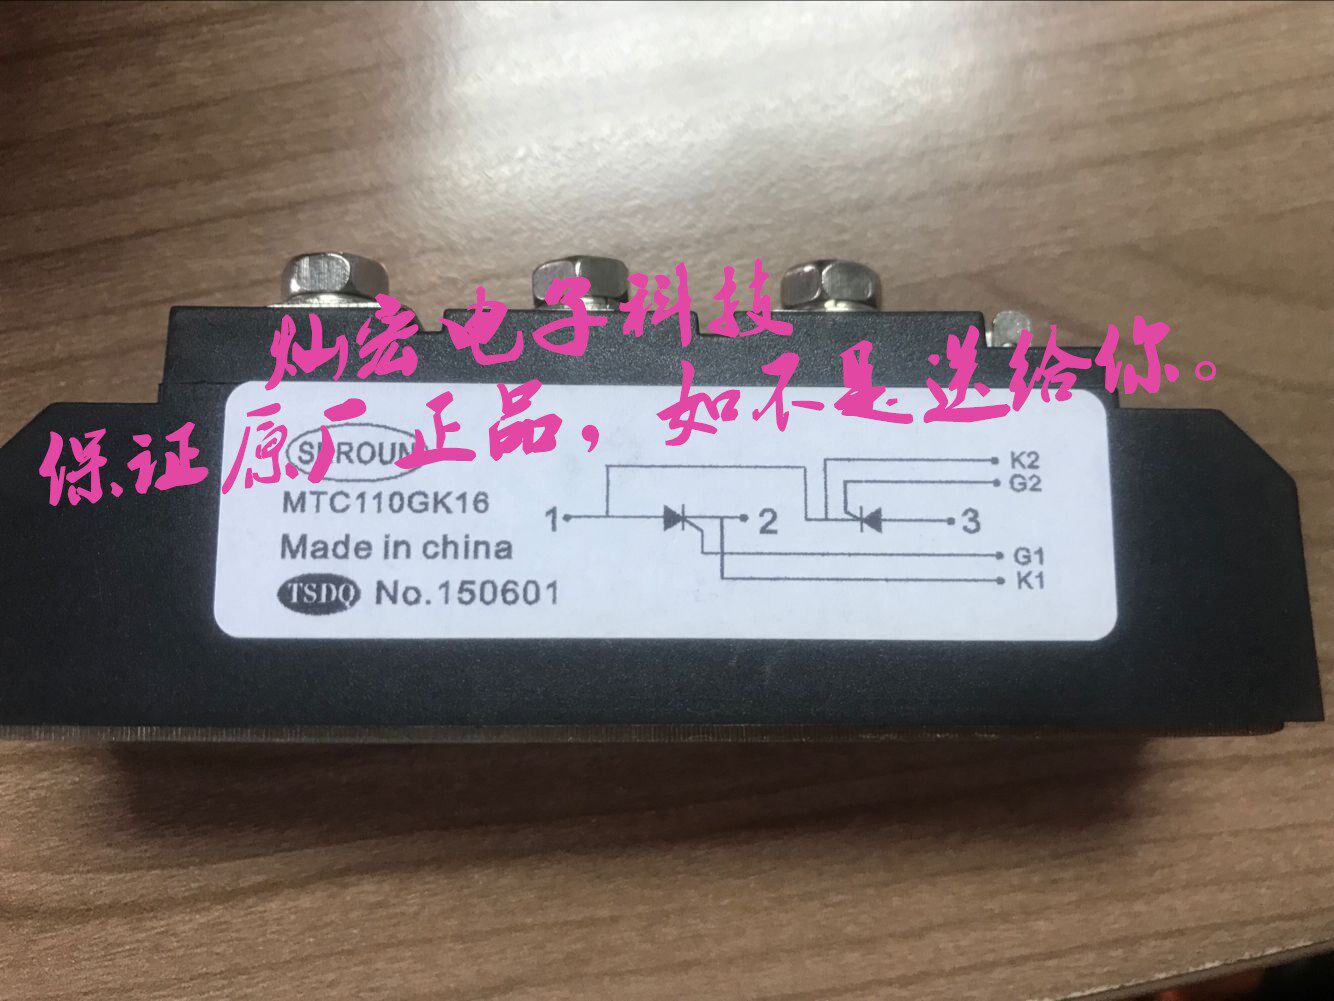 灿宏电子科技
保证原厂正品，如不是送给你。
MTC110GK16
Made in china
TSDQ No.150601
1
2
3
K2
G2
G1
K1